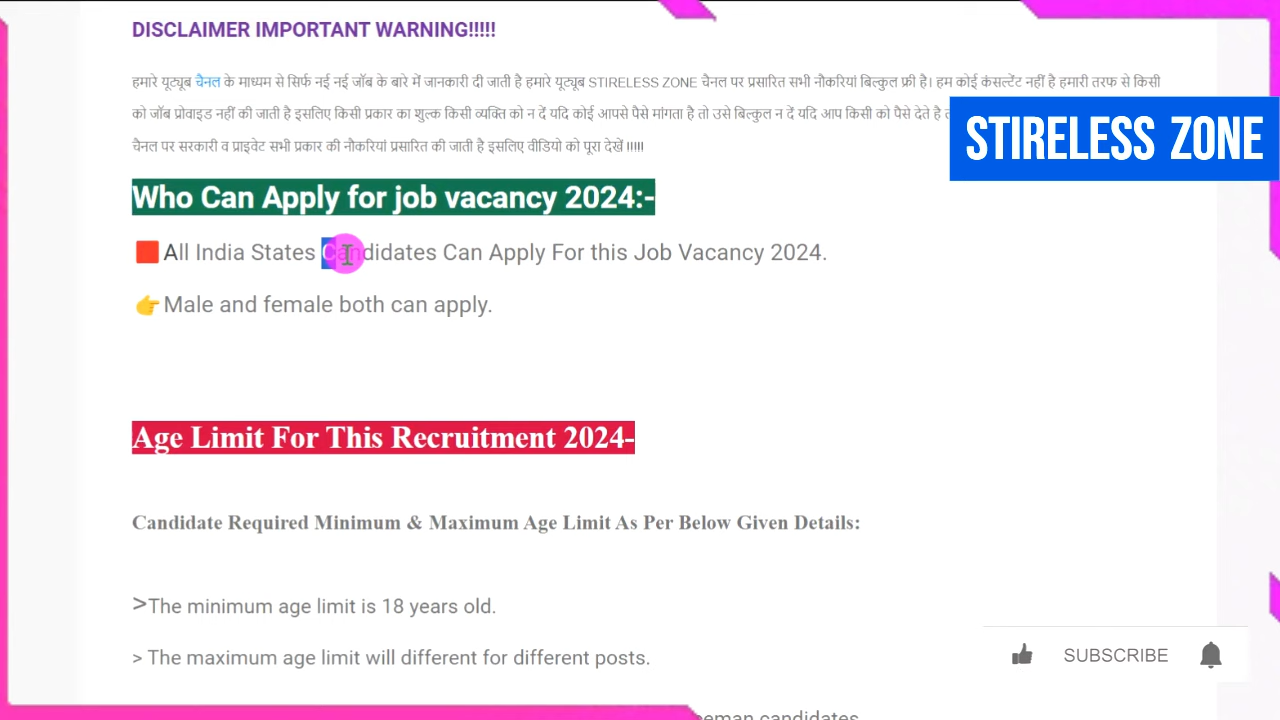 DISCLAIMER IMPORTANT WARNING!!!!!
हमारे यूट्यूब चैनल के माध्यम से सिर्फ नई नई जॉब के बारे में जानकारी दी जाती है हमारे यूट्यूब STIRELESS ZONE चैनल पर प्रसारित सभी नौकरियां बिल्कुल फ्री है। हम कोई कंसल्टेंट नहीं है हमारी तरफ से किसी
को जॉब प्रोवाइड नहीं की जाती है इसलिए किसी प्रकार का शुल्क किसी व्यक्ति को न दें यदि कोई आपसे पैसे मांगता है तो उसे बिल्कुल न दें यदि आप किसी को पैसे देते है
STIRELESS ZONE
चैनल पर सरकारी व प्राइवेट सभी प्रकार की नौकरियां प्रसारित की जाती है इसलिए वीडियो को पूरा देखें !!!!!
Who Can Apply for job vacancy 2024:-
All India States Candidates Can Apply For this Job Vacancy 2024.
Male and female both can apply.
Age Limit For This Recruitment 2024-
Candidate Required Minimum & Maximum Age Limit As Per Below Given Details:
>The minimum age limit is 18 years old.
> The maximum age limit will different for different posts.
SUBSCRIBE
candidates